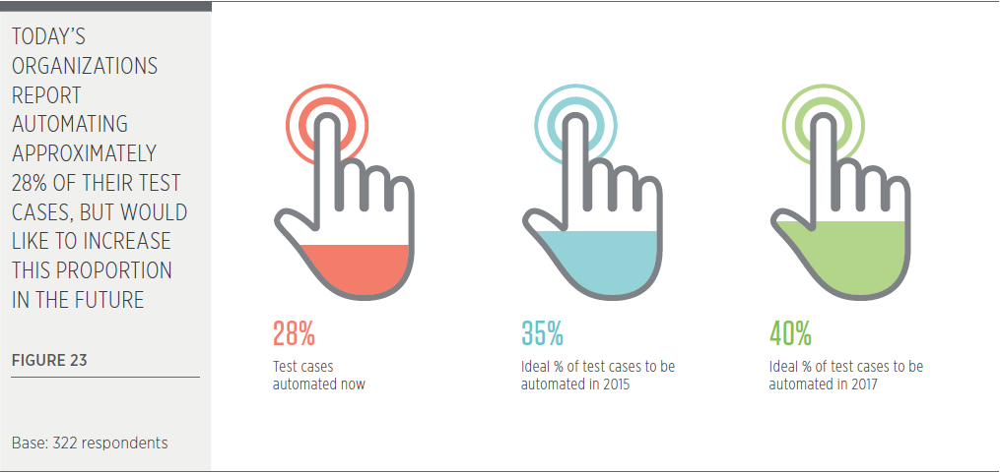 TODAY'S
ORGANIZATIONS
REPORT
AUTOMATING
APPROXIMATELY
28% OF THEIR TEST
CASES, BUT WOULD
LIKE TO INCREASE
THIS PROPORTION
IN THE FUTURE
FIGURE 23
Base: 322 respondents
28%
Test cases
automated now
35%
Ideal % of test cases to be
automated in 2015
40%
Ideal % of test cases to be
automated in 2017